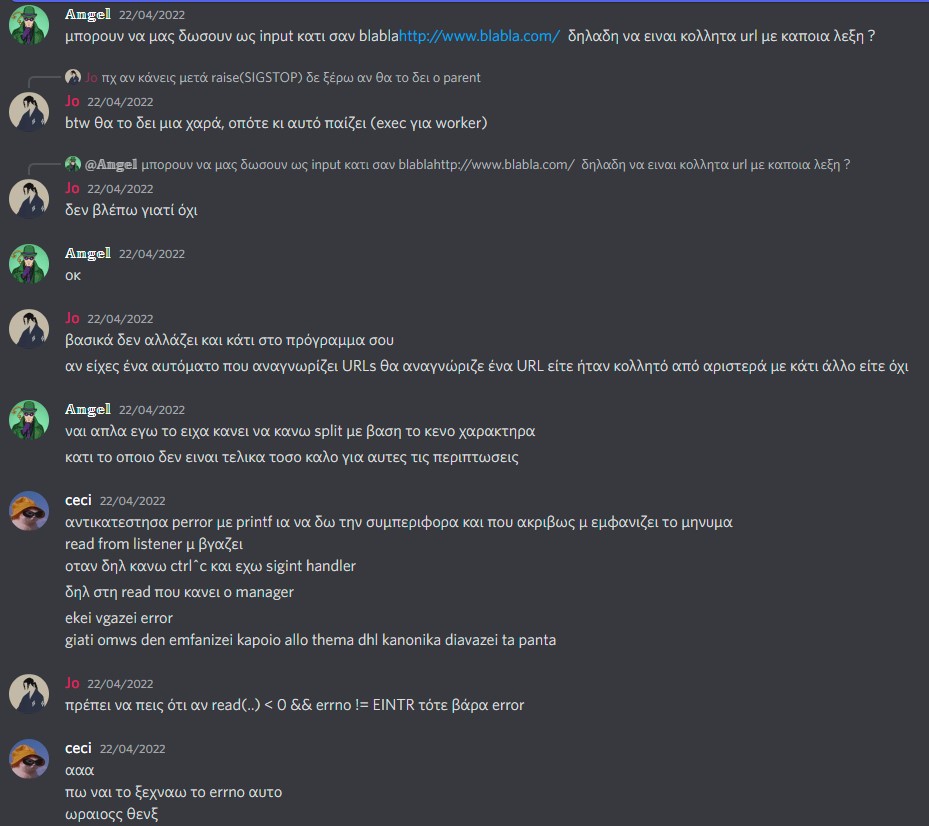 Angel 22/04/2022
μπορουν να μας δωσουν ως input κατι σαν blablahttp://www.blabla.com/ δηλαδη να ειναι κολλητα url με καποια λεξη ?
Jo πχ αν κάνεις μετά raise(SIGSTOP) δε ξέρω αν θα το δει ο parent
Jo 22/04/2022
btw θα το δει μια χαρά, οπότε κι αυτό παίζει (exec για worker)
@Angel μπορουν να μας δωσουν ως input κατι σαν blablahttp://www.blabla.com/ δηλαδη να ειναι κολλητα url με καποια λεξη ?
Jo 22/04/2022
δεν βλέπω γιατί όχι
Angel 22/04/2022
οκ
Jo 22/04/2022
βασικά δεν αλλάζει και κάτι στο πρόγραμμα σου
αν είχες ένα αυτόματο που αναγνωρίζει URLs θα αναγνώριζε ένα URL είτε ήταν κολλητό από αριστερά με κάτι άλλο είτε όχι
Angel 22/04/2022
ναι απλα εγω το ειχα κανει να κανω split με βαση το κενο χαρακτηρα
κατι το οποιο δεν ειναι τελικα τοσο καλο για αυτες τις περιπτωσεις
ceci 22/04/2022
αντικατεστησα perror με printf ια να δω την συμπεριφορα και που ακριβως μ εμφανιζει το μηνυμα
read from listener μ βγαζει
οταν δηλ κανω ctrl^c και εχω sigint handler
δηλ στη read που κανει ο manager
ekei vgazei error
giati omws den emfanizei kapoio allo thema dhl kanonika diavazei ta panta
Jo 22/04/2022
πρέπει να πεις ότι αν read(..) < 0 && errno != EINTR τότε βάρα error
ceci 22/04/2022
ααα
πω ναι το ξεχναω το errno αυτο
ωραιοςς θενξ